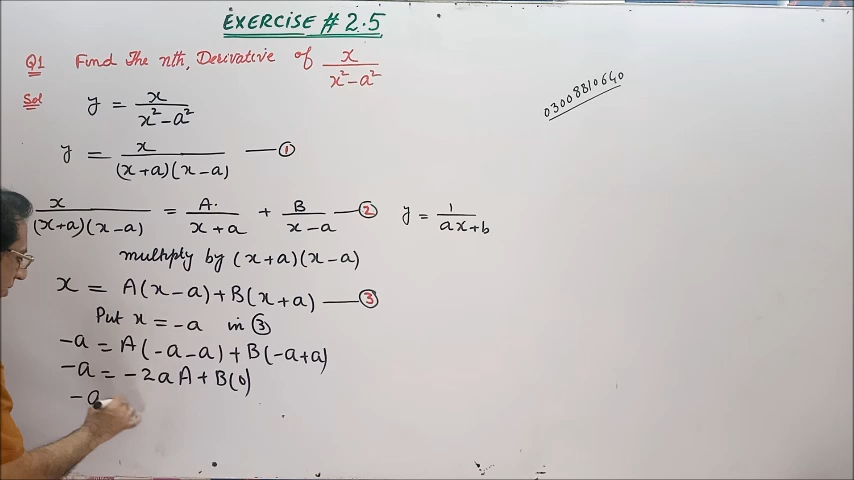 EXERCISE # 2.5
Q1 Find The nth, Derivative of x/(x²-a²)
03008810640
Sol y = x/(x²-a²)
y = x/((x+a)(x-a)) —①
x/((x+a)(x-a)) = A./(x+a) + B/(x-a) —② y = 1/(ax+b)
multiply by (x+a)(x-a)
x = A(x-a)+B(x+a) —③
Put x = -a in ③
-a = A(-a-a)+B(-a+a)
-a = -2aA+B(0)
-a